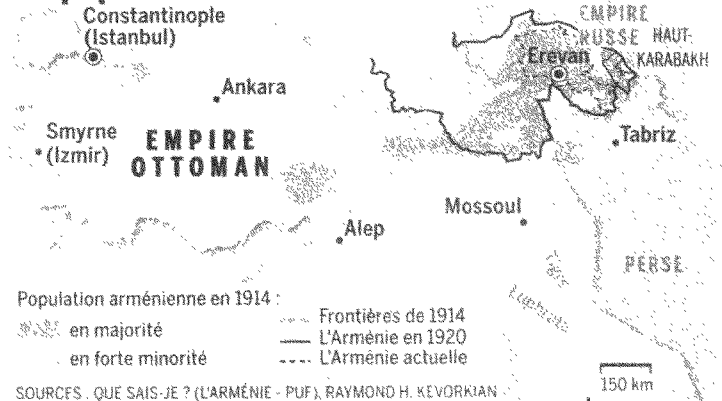 Constantinople
(Istanbul)
EMPIRE
RUSSE
HAUT-
KARABAKH
Erevan
Ankara
Smyrne
(Izmir)
EMPIRE
OTTOMAN
Tabriz
Mossoul
Alep
PERSE
Euphrate
Population arménienne en 1914 :
en majorité
en forte minorité
Frontières de 1914
L'Arménie en 1920
L'Arménie actuelle
150 km
SOURCES : QUE SAIS-JE ? (L'ARMÉNIE - PUF), RAYMOND H. KEVORKIAN